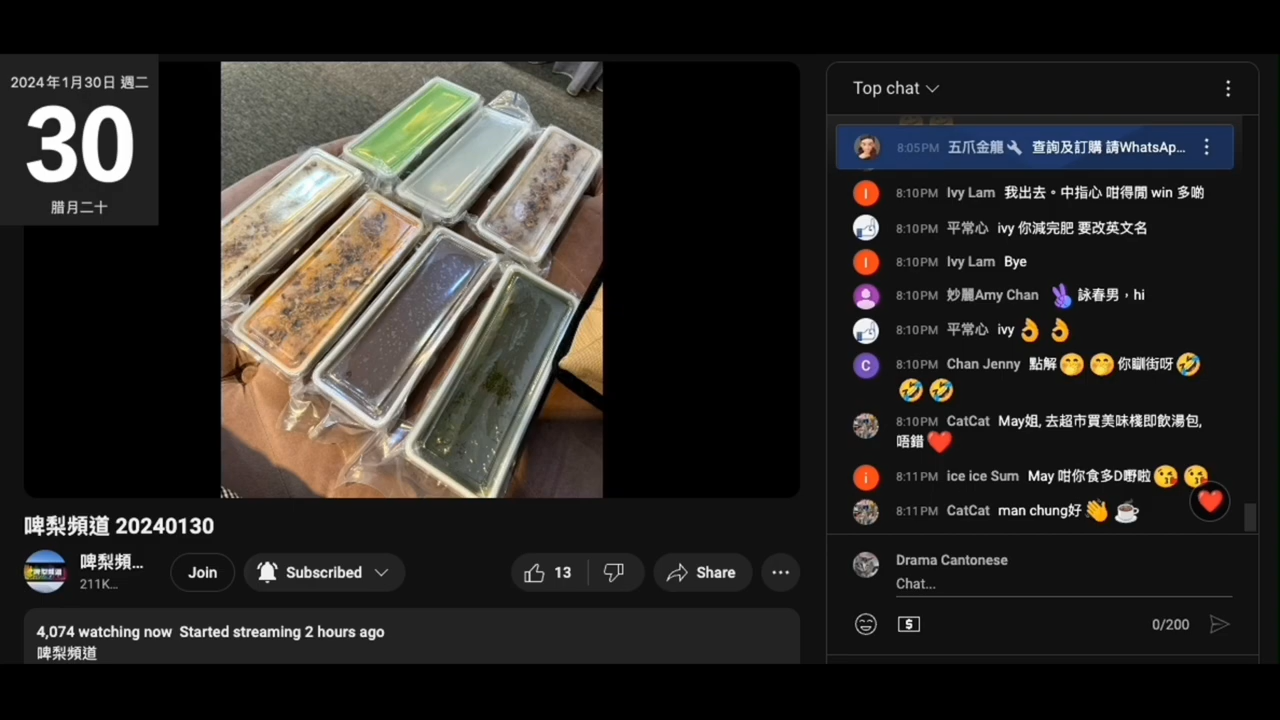 2024年1月30日 週二
30
腊月二十
Top chat
8:05PM 五爪金龍🔧 查詢及訂購 請WhatsAp...
8:10PM Ivy Lam 我出去。中指心 咁得閒 win 多啲
8:10PM 平常心 ivy 你減完肥 要改英文名
8:10PM Ivy Lam Bye
8:10PM 妙麗Amy Chan ✌️ 詠春男，hi
8:10PM 平常心 ivy 👌 👌
8:10PM Chan Jenny 點解🤭 🤭 你瞓街呀🤣
🤣 🤣
8:10PM CatCat May姐, 去超市買美味棧即飲湯包,
唔錯❤️
8:11PM ice ice Sum May 咁你食多D嘢啦😘 😘
8:11PM CatCat man chung好👋 ☕
啤梨頻道 20240130
啤梨頻...
211K...
Join
Subscribed
13
Share
4,074 watching now Started streaming 2 hours ago
啤梨頻道
Drama Cantonese
Chat...
0/200